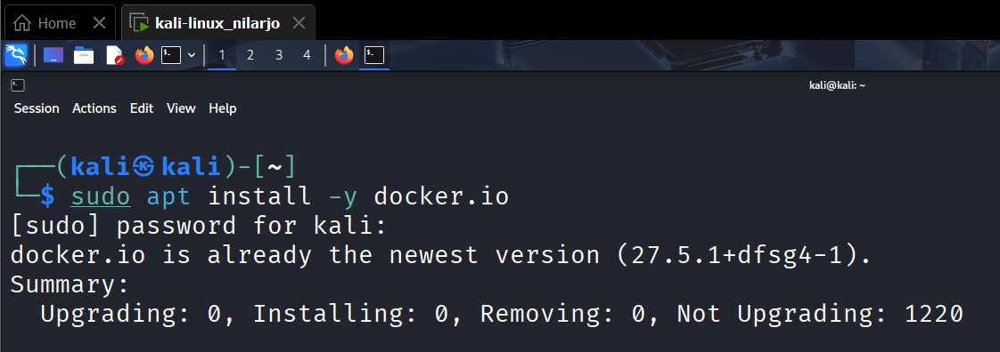 Home
kali-linux_nilarjo
1 2 3 4
kali@kali: ~
Session Actions Edit View Help
┌──(kali㉿kali)-[~]
└─$ sudo apt install -y docker.io
[sudo] password for kali:
docker.io is already the newest version (27.5.1+dfsg4-1).
Summary:
  Upgrading: 0, Installing: 0, Removing: 0, Not Upgrading: 1220